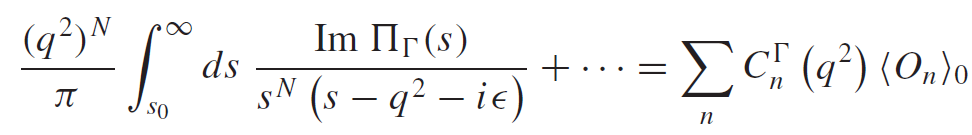 \frac{(q^2)^N}{\pi} \int_{s_0}^{\infty} ds \, \frac{\operatorname{Im} \Pi_\Gamma(s)}{s^N \left(s - q^2 - i\epsilon\right)} + \cdots = \sum_n C_n^\Gamma \left(q^2\right) \langle O_n \rangle_0